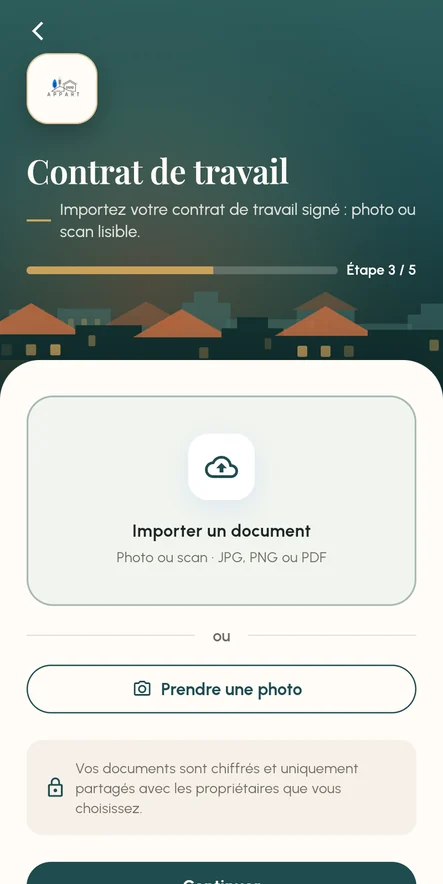 APPART
Contrat de travail
Importez votre contrat de travail signé : photo ou
scan lisible.
Étape 3 / 5
Importer un document
Photo ou scan · JPG, PNG ou PDF
ou
Prendre une photo
Vos documents sont chiffrés et uniquement
partagés avec les propriétaires que vous
choisissez.
Continuer